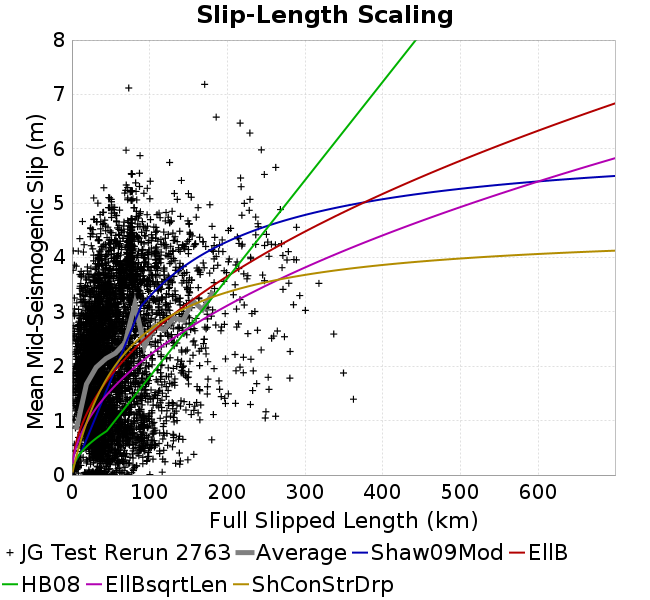 Slip-Length Scaling
Mean Mid-Seismogenic Slip (m)
8
7
6
5
4
3
2
1
0
0 100 200 300 400 500 600
Full Slipped Length (km)
JG Test Rerun 2763 Average Shaw09Mod EllB
HB08 EllBsqrtLen ShConStrDrp